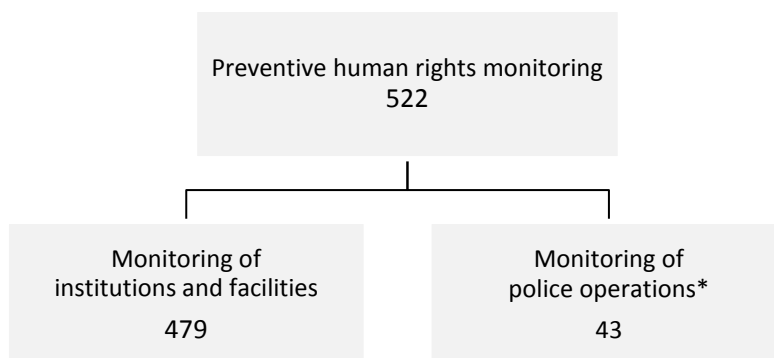 Preventive human rights monitoring
522
Monitoring of
institutions and facilities
479
Monitoring of
police operations*
43